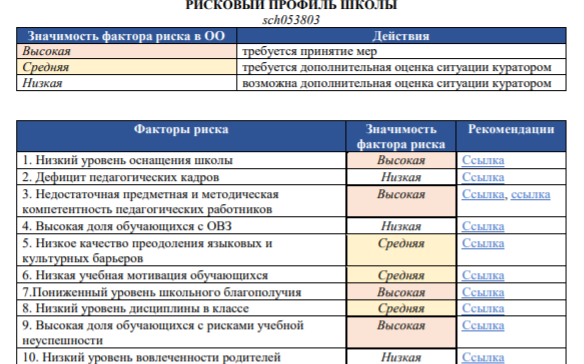 РИСКОВЫЙ ПРОФИЛЬ ШКОЛЫ
sch053803
Значимость фактора риска в ОО Действия
Высокая требуется принятие мер
Средняя требуется дополнительная оценка ситуации куратором
Низкая возможна дополнительная оценка ситуации куратором
Факторы риска Значимость фактора риска Рекомендации
1. Низкий уровень оснащения школы Высокая Ссылка
2. Дефицит педагогических кадров Низкая Ссылка
3. Недостаточная предметная и методическая Высокая Ссылка, ссылка
компетентность педагогических работников
4. Высокая доля обучающихся с ОВЗ Низкая Ссылка
5. Низкое качество преодоления языковых и Средняя Ссылка
культурных барьеров
6. Низкая учебная мотивация обучающихся Средняя Ссылка
7.Пониженный уровень школьного благополучия Высокая Ссылка
8. Низкий уровень дисциплины в классе Средняя Ссылка
9. Высокая доля обучающихся с рисками учебной Высокая Ссылка
неуспешности
10. Низкий уровень вовлеченности родителей Низкая Ссылка